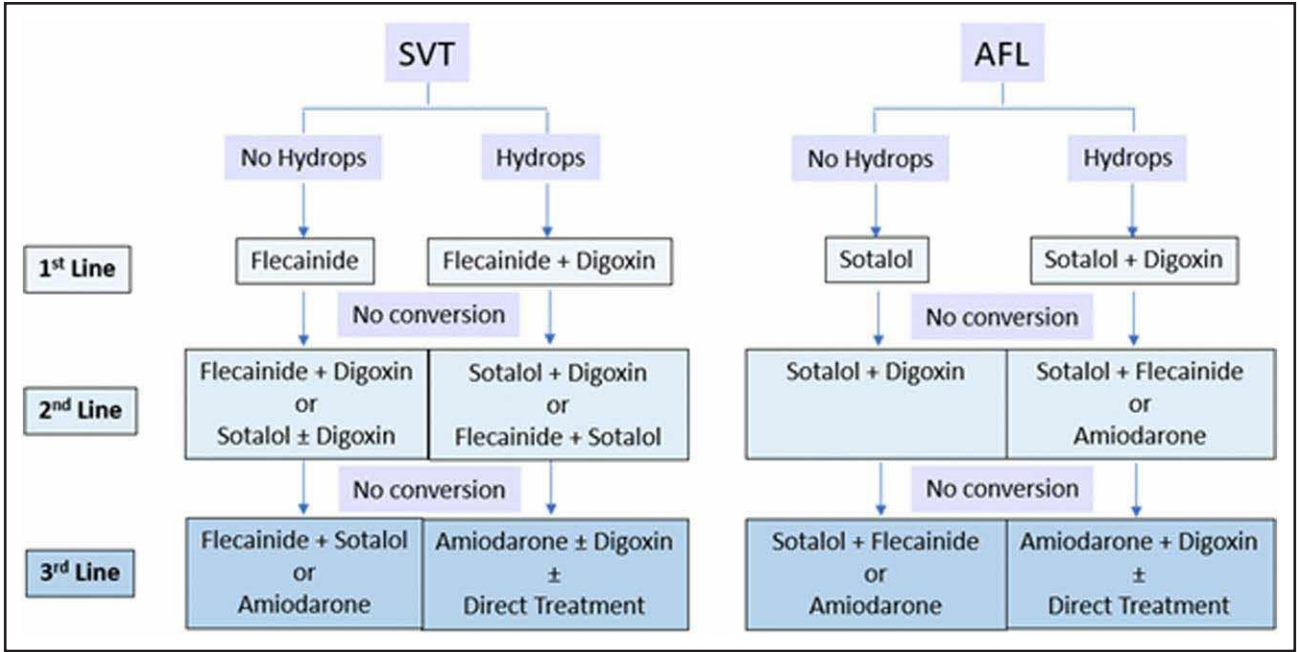 SVT
AFL
No Hydrops
Hydrops
No Hydrops
Hydrops
1st Line
Flecainide
Flecainide + Digoxin
Sotalol
Sotalol + Digoxin
No conversion
No conversion
2nd Line
Flecainide + Digoxin
or
Sotalol ± Digoxin
Sotalol + Digoxin
or
Flecainide + Sotalol
Sotalol + Digoxin
Sotalol + Flecainide
or
Amiodarone
No conversion
No conversion
3rd Line
Flecainide + Sotalol
or
Amiodarone
Amiodarone ± Digoxin
±
Direct Treatment
Sotalol + Flecainide
or
Amiodarone
Amiodarone + Digoxin
±
Direct Treatment